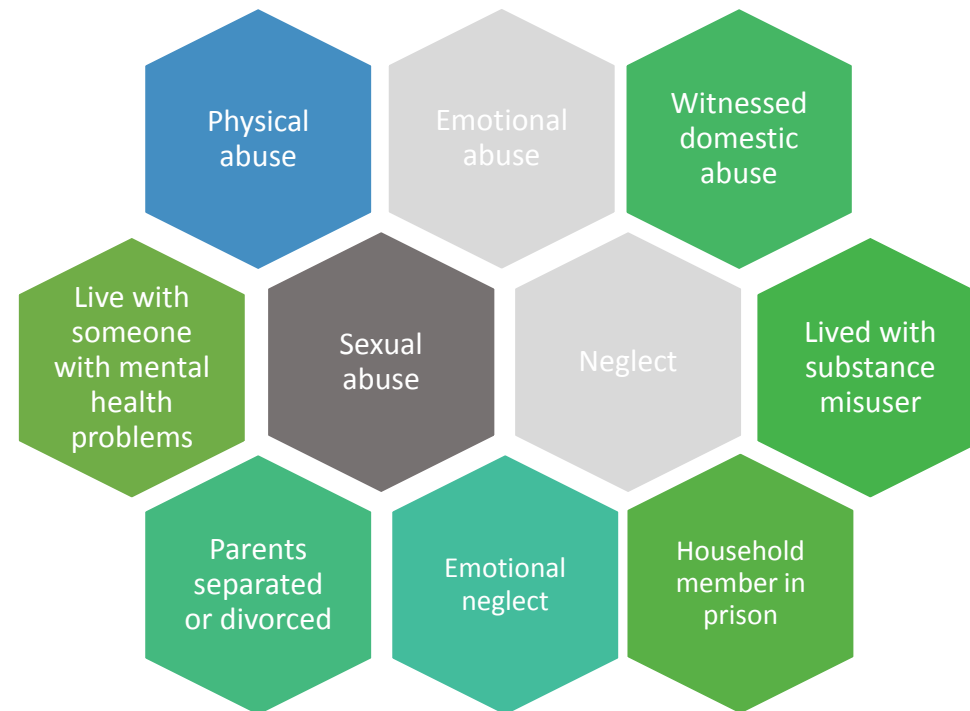 Physical
abuse
Emotional
abuse
Witnessed
domestic
abuse
Live with
someone
with mental
health
problems
Sexual
abuse
Neglect
Lived with
substance
misuser
Parents
separated
or divorced
Emotional
neglect
Household
member in
prison